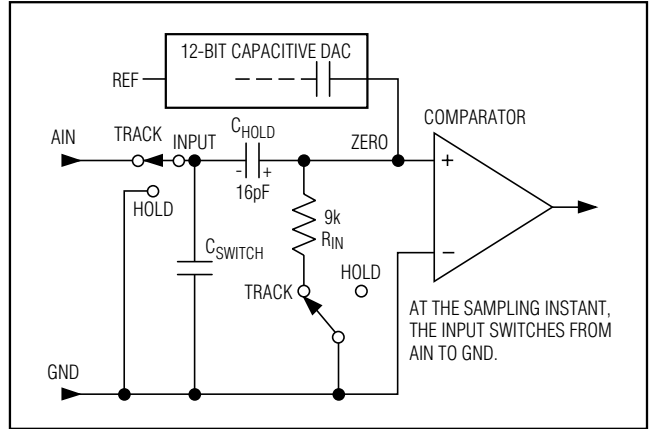 12-BIT CAPACITIVE DAC
REF
COMPARATOR
AIN
TRACK
INPUT
CHOLD
ZERO
- +
16pF
+
HOLD
9k
RIN
CSWITCH
HOLD
TRACK
−
AT THE SAMPLING INSTANT,
THE INPUT SWITCHES FROM
AIN TO GND.
GND